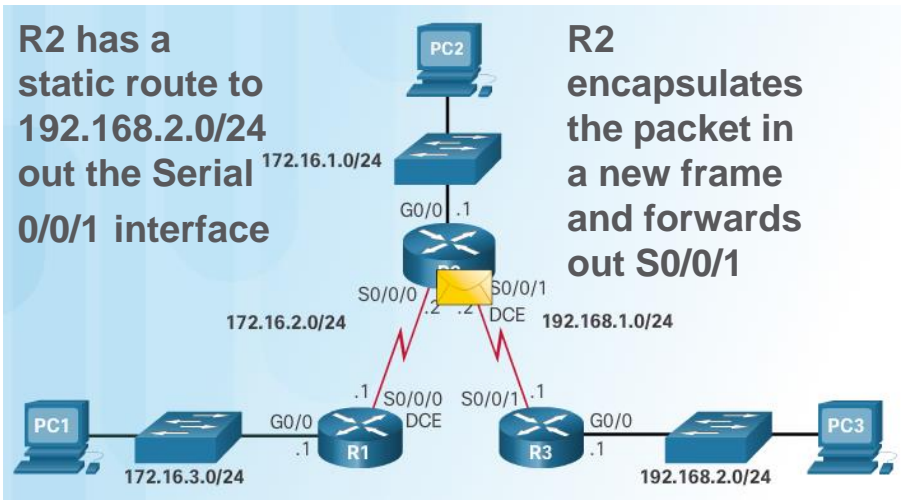 R2 has a
static route to
192.168.2.0/24
out the Serial
0/0/1 interface
R2
encapsulates
the packet in
a new frame
and forwards
out S0/0/1
PC2
172.16.1.0/24
G0/0 .1
S0/0/0 S0/0/1
.2 .2 DCE
172.16.2.0/24 192.168.1.0/24
.1 S0/0/0 S0/0/1 .1
DCE
PC1 G0/0 R1 R3 G0/0 PC3
.1 .1
172.16.3.0/24 192.168.2.0/24